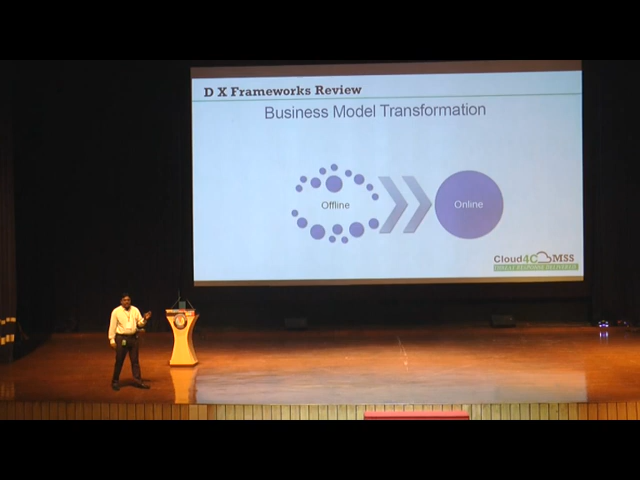 D X Frameworks Review
Business Model Transformation
Offline
Online
Cloud4C MSS